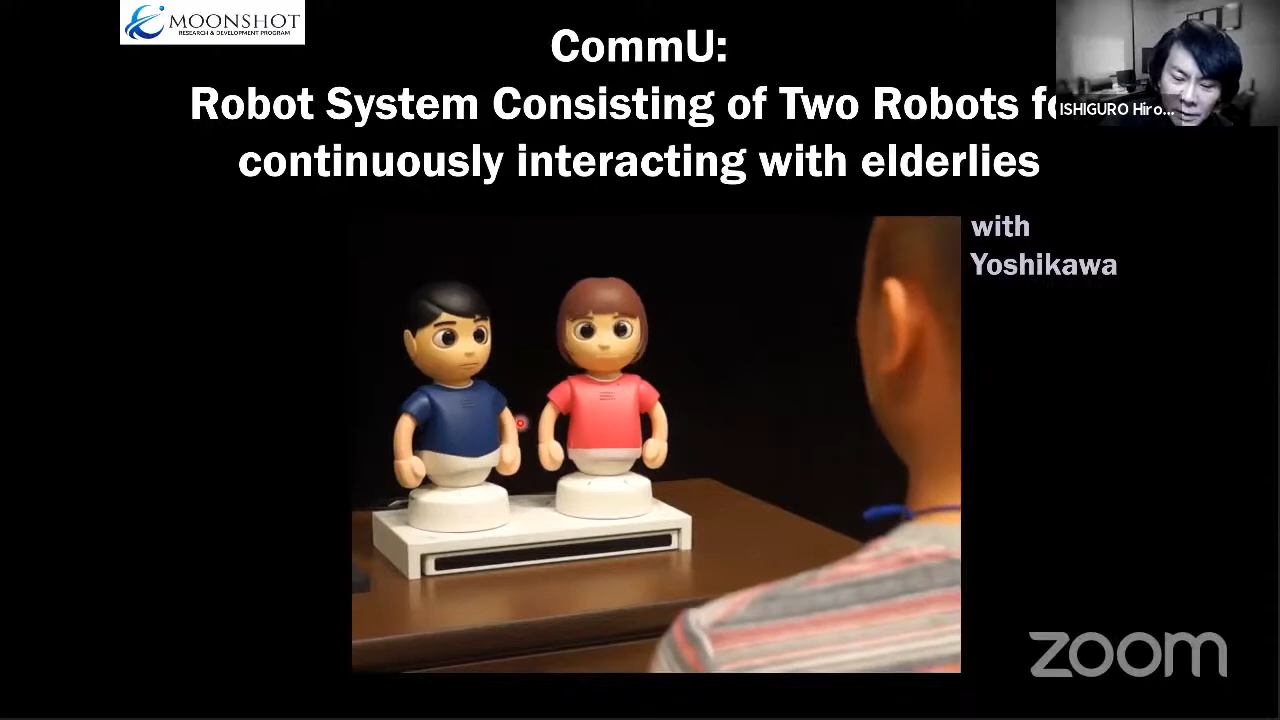 MOONSHOT
RESEARCH & DEVELOPMENT PROGRAM
CommU:
Robot System Consisting of Two Robots f
ISHIGURO Hiro...
continuously interacting with elderlies
with
Yoshikawa
zoom